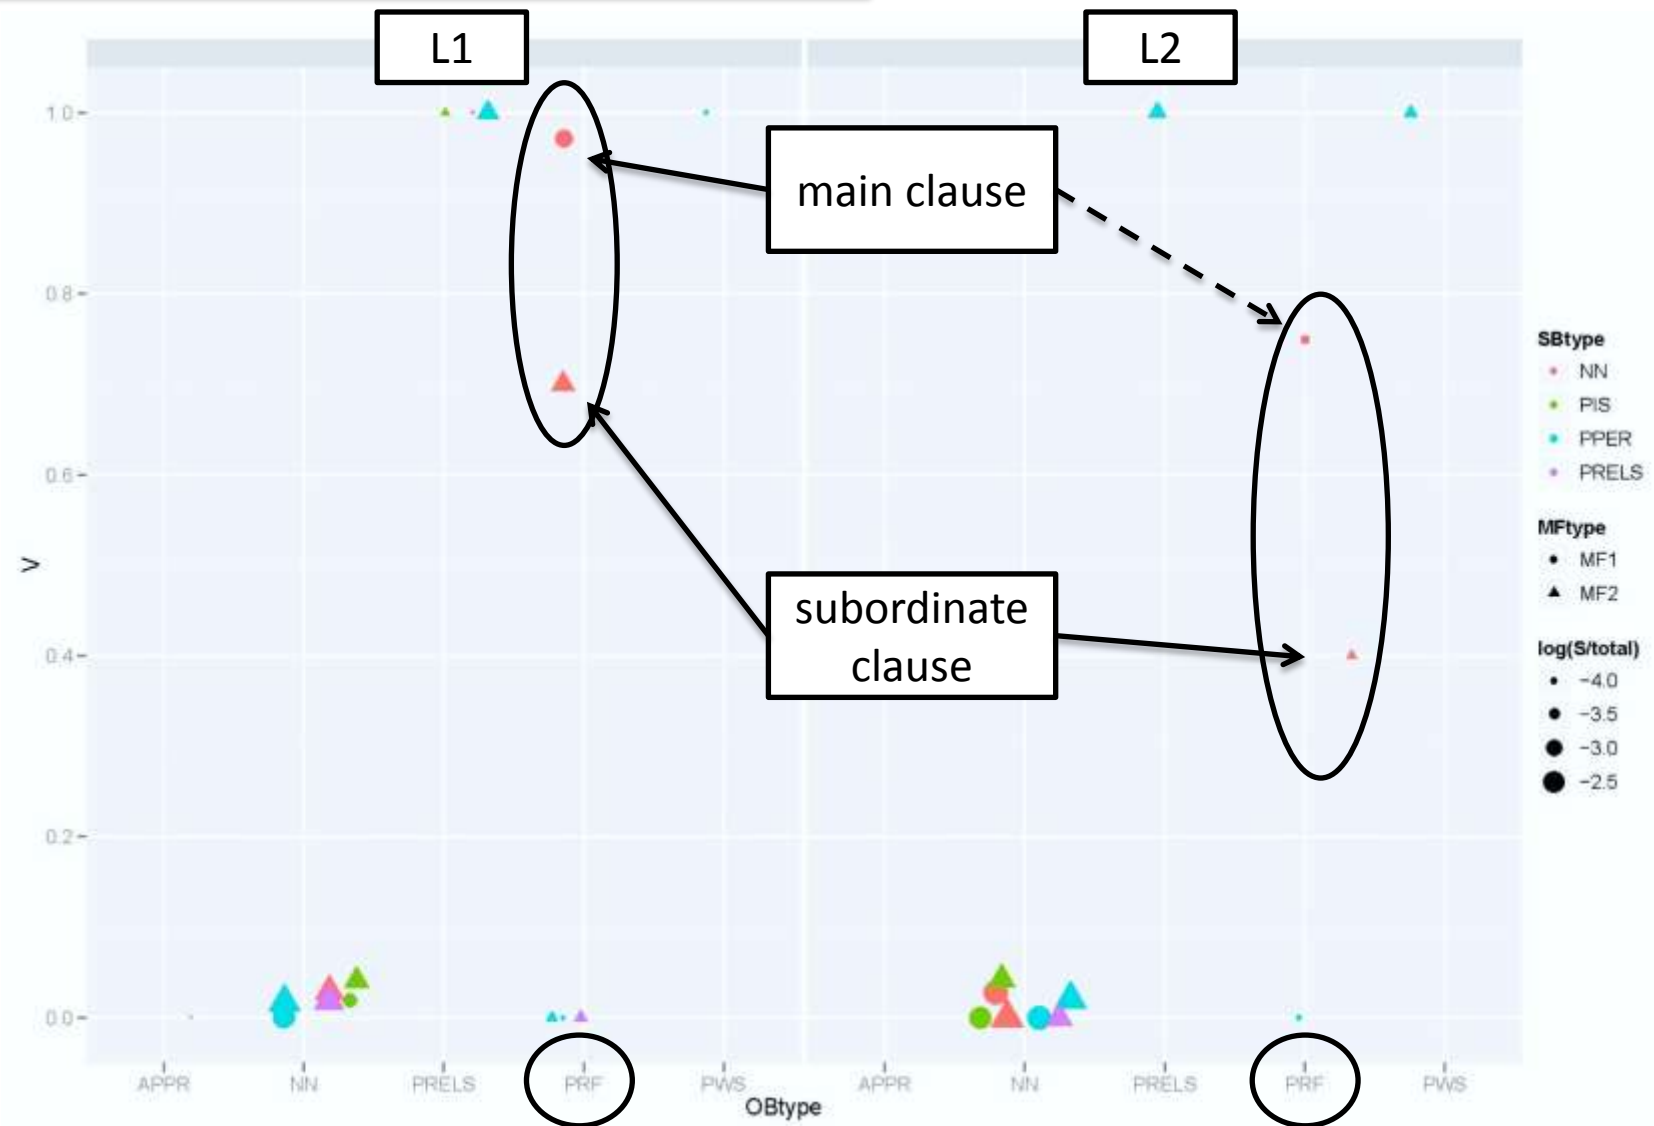 L1
L2
main clause
subordinate
clause
1.0
0.8
0.6
0.4
0.2
0.0
V
APPR NN PRELS PRF PWS APPR NN PRELS PRF PWS
OBtype
SBtype
NN
PIS
PPER
PRELS
MFtype
MF1
MF2
log(S/total)
−4.0
−3.5
−3.0
−2.5